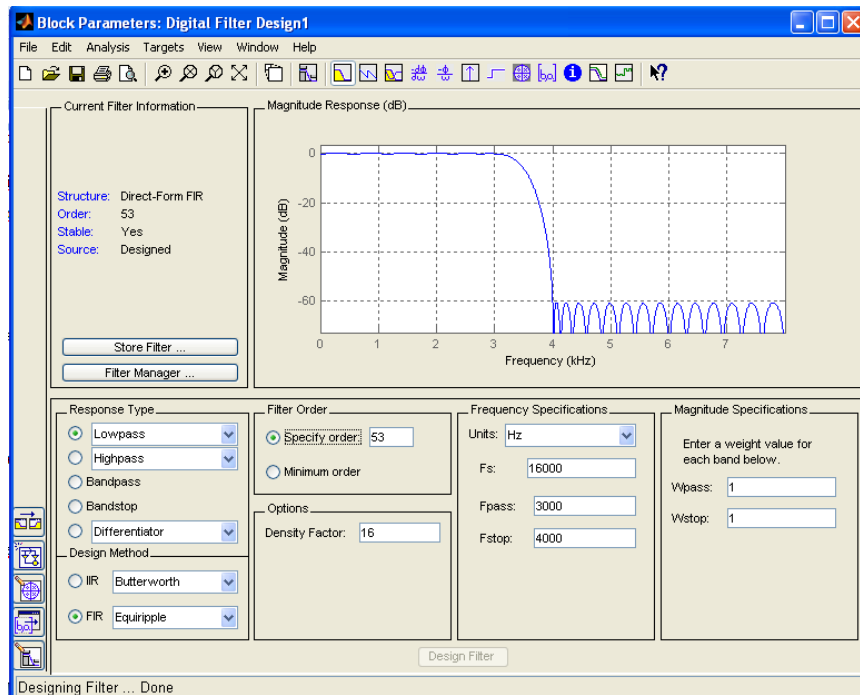 Block Parameters: Digital Filter Design1
File Edit Analysis Targets View Window Help
Current Filter Information
Structure: Direct-Form FIR
Order: 53
Stable: Yes
Source: Designed
Store Filter ...
Filter Manager ...
Magnitude Response (dB)
Magnitude (dB)
0
-20
-40
-60
0 1 2 3 4 5 6 7
Frequency (kHz)
Response Type
Lowpass
Highpass
Bandpass
Bandstop
Differentiator
Design Method
IIR Butterworth
FIR Equiripple
Filter Order
Specify order: 53
Minimum order
Options
Density Factor: 16
Frequency Specifications
Units: Hz
Fs: 16000
Fpass: 3000
Fstop: 4000
Magnitude Specifications
Enter a weight value for
each band below.
Wpass: 1
Wstop: 1
Design Filter
Designing Filter ... Done